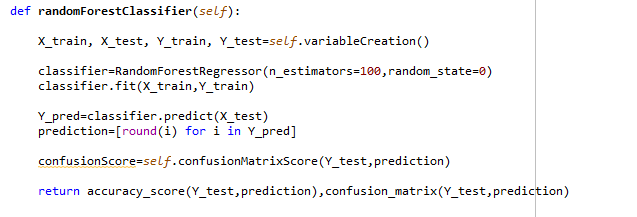 def randomForestClassifier(self):
X_train, X_test, Y_train, Y_test=self.variableCreation()
classifier=RandomForestRegressor(n_estimators=100,random_state=0)
classifier.fit(X_train,Y_train)
Y_pred=classifier.predict(X_test)
prediction=[round(i) for i in Y_pred]
confusionScore=self.confusionMatrixScore(Y_test,prediction)
return accuracy_score(Y_test,prediction),confusion_matrix(Y_test,prediction)